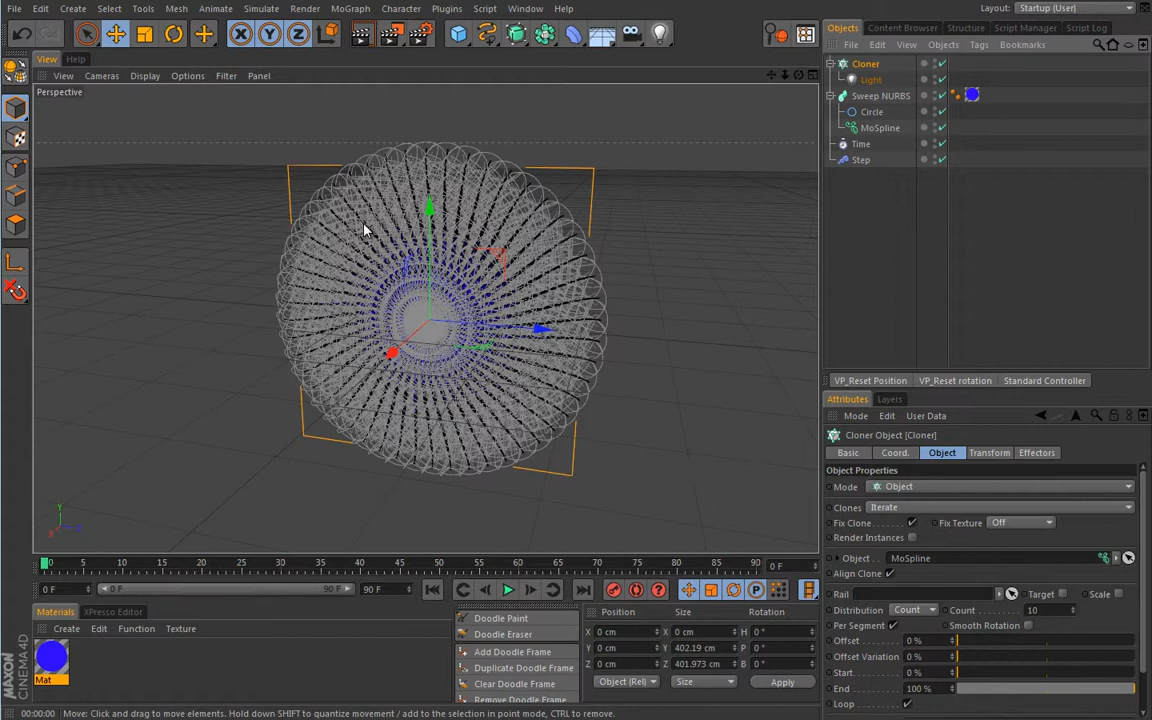 File Edit Create Select Tools Mesh Animate Simulate Render MoGraph Character Plugins Script Window Help
Layout: Startup (User)
X Y Z
View Help
View Cameras Display Options Filter Panel
Perspective
Y
X
0 5 10 15 20 25 30 35 40 45 50 55 60 65 70 75 80 85 90 0 F
0 F 0 F 90 F 90 F
Materials XPresso Editor
Create Edit Function Texture
Mat
MAXON
CINEMA 4D
Doodle Paint
Doodle Eraser
Add Doodle Frame
Duplicate Doodle Frame
Clear Doodle Frame
Remove Doodle Frame
Position Size Rotation
X 0 cm X 0 cm H 0 °
Y 0 cm Y 402.19 cm P 0 °
Z 0 cm Z 401.973 cm B 0 °
Object (Rel) Size Apply
00:00:00 Move: Click and drag to move elements. Hold down SHIFT to quantize movement / add to the selection in point mode, CTRL to remove.
Objects Content Browser Structure Script Manager Script Log
File Edit View Objects Tags Bookmarks
Cloner
Light
Sweep NURBS
Circle
MoSpline
Time
Step
VP_Reset Position VP_Reset rotation Standard Controller
Attributes Layers
Mode Edit User Data
Cloner Object [Cloner]
Basic Coord. Object Transform Effectors
Object Properties
Mode Object
Clones Iterate
Fix Clone Fix Texture Off
Render Instances
Object MoSpline
Align Clone
Rail Target Scale
Distribution Count Count 10
Per Segment Smooth Rotation
Offset 0 %
Offset Variation 0 %
Start 0 %
End 100 %
Loop